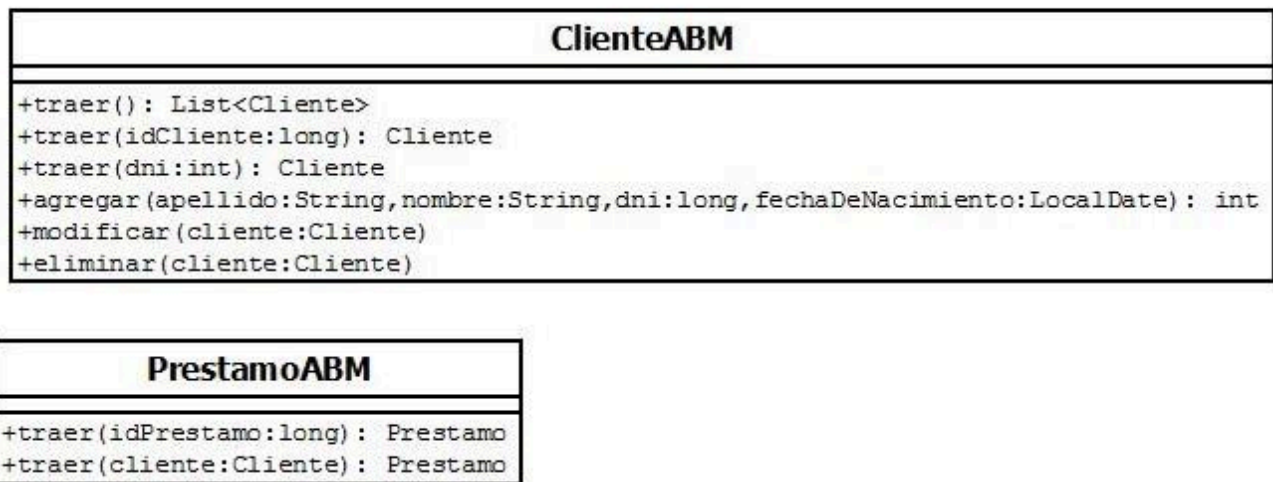 ClienteABM
+traer(): List<Cliente>
+traer(idCliente:long): Cliente
+traer(dni:int): Cliente
+agregar(apellido:String,nombre:String,dni:long,fechaDeNacimiento:LocalDate): int
+modificar(cliente:Cliente)
+eliminar(cliente:Cliente)
PrestamoABM
+traer(idPrestamo:long): Prestamo
+traer(cliente:Cliente): Prestamo